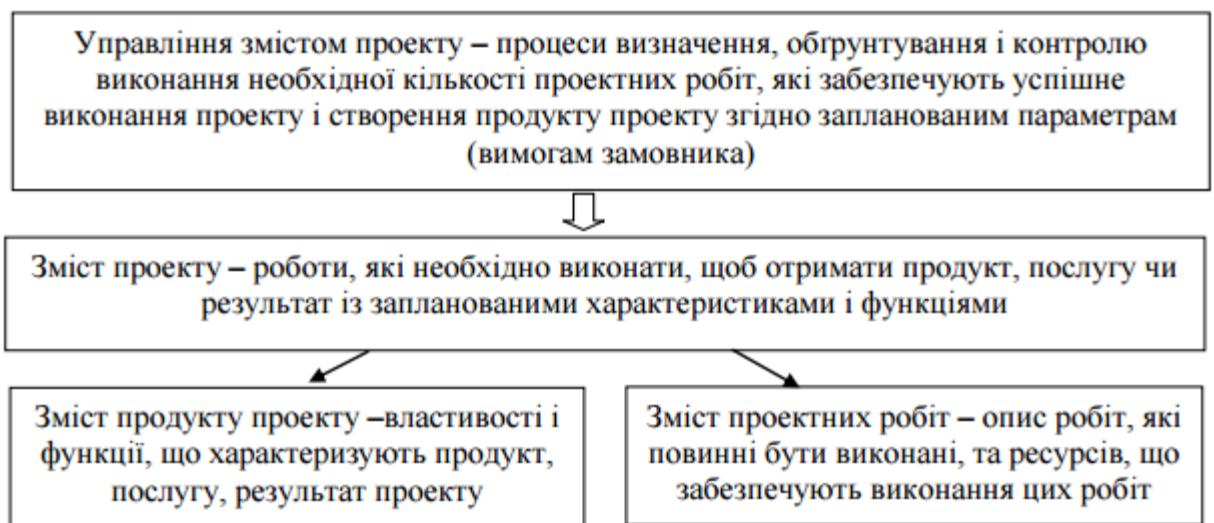 Управління змістом проекту – процеси визначення, обґрунтування і контролю
виконання необхідної кількості проектних робіт, які забезпечують успішне
виконання проекту і створення продукту проекту згідно запланованим параметрам
(вимогам замовника)
Зміст проекту – роботи, які необхідно виконати, щоб отримати продукт, послугу чи
результат із запланованими характеристиками і функціями
Зміст продукту проекту –властивості і
функції, що характеризують продукт,
послугу, результат проекту
Зміст проектних робіт – опис робіт, які
повинні бути виконані, та ресурсів, що
забезпечують виконання цих робіт